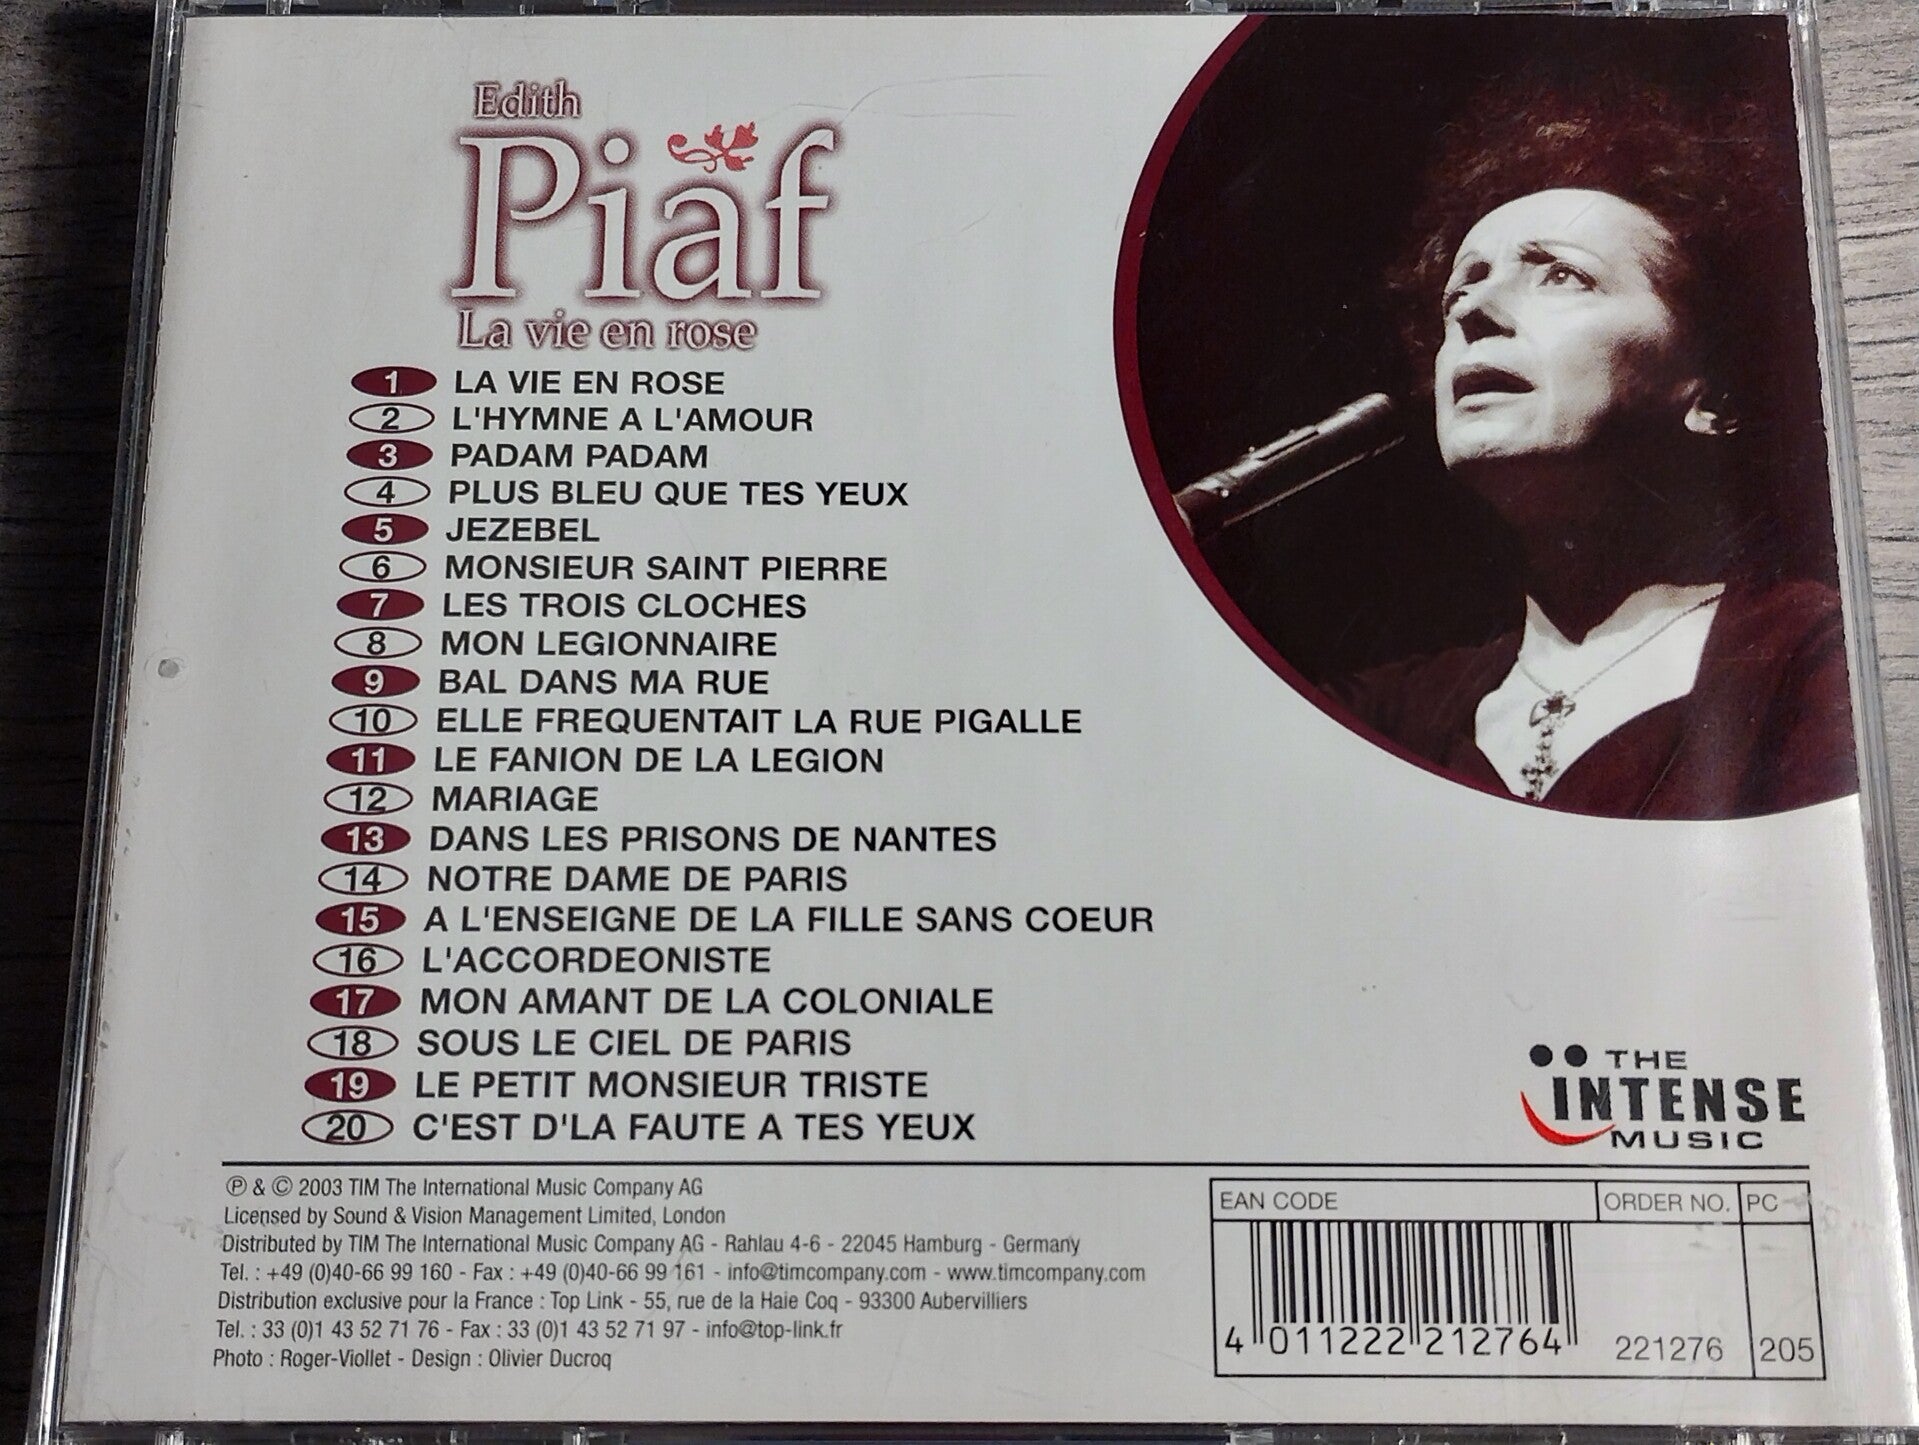 Edith
Piaf
La vie en rose
1 LA VIE EN ROSE
2 L'HYMNE A L'AMOUR
3 PADAM PADAM
4 PLUS BLEU QUE TES YEUX
5 JEZEBEL
6 MONSIEUR SAINT PIERRE
7 LES TROIS CLOCHES
8 MON LEGIONNAIRE
9 BAL DANS MA RUE
10 ELLE FREQUENTAIT LA RUE PIGALLE
11 LE FANION DE LA LEGION
12 MARIAGE
13 DANS LES PRISONS DE NANTES
14 NOTRE DAME DE PARIS
15 A L'ENSEIGNE DE LA FILLE SANS COEUR
16 L'ACCORDEONISTE
17 MON AMANT DE LA COLONIALE
18 SOUS LE CIEL DE PARIS
19 LE PETIT MONSIEUR TRISTE
20 C'EST D'LA FAUTE A TES YEUX
THE
INTENSE
MUSIC
℗ & © 2003 TIM The International Music Company AG
Licensed by Sound & Vision Management Limited, London
Distributed by TIM The International Music Company AG - Rahlau 4-6 - 22045 Hamburg - Germany
Tel. : +49 (0)40-66 99 160 - Fax : +49 (0)40-66 99 161 - info@timcompany.com - www.timcompany.com
Distribution exclusive pour la France : Top Link - 55, rue de la Haie Coq - 93300 Aubervilliers
Tel. : 33 (0)1 43 52 71 76 - Fax : 33 (0)1 43 52 71 97 - info@top-link.fr
Photo : Roger-Viollet - Design : Olivier Ducroq
EAN CODE ORDER NO. PC
4 011222 212764 221276 205